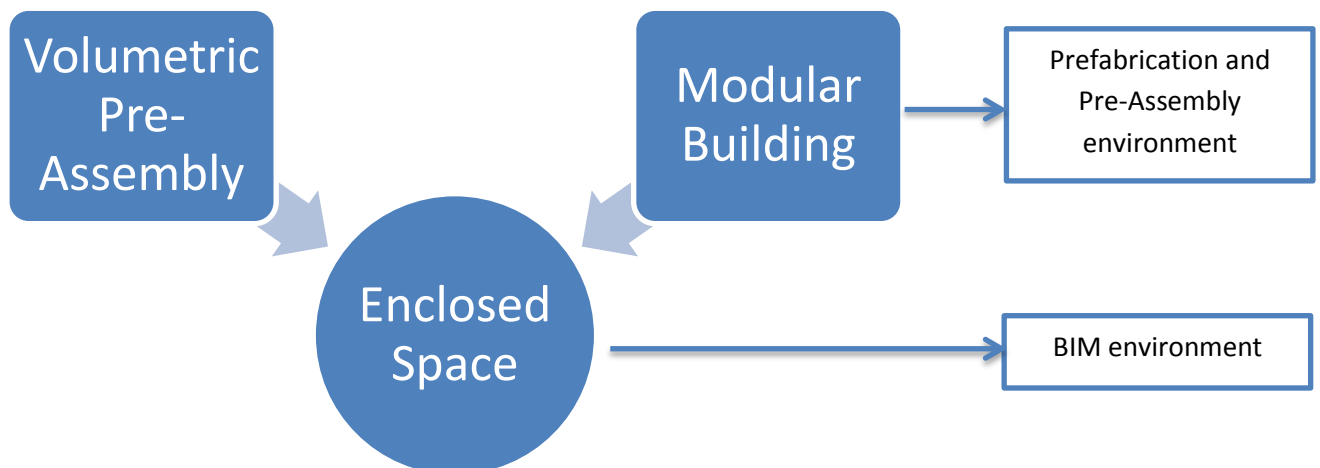 Volumetric
Pre-
Assembly
Modular
Building
Prefabrication and
Pre-Assembly
environment
Enclosed
Space
BIM environment